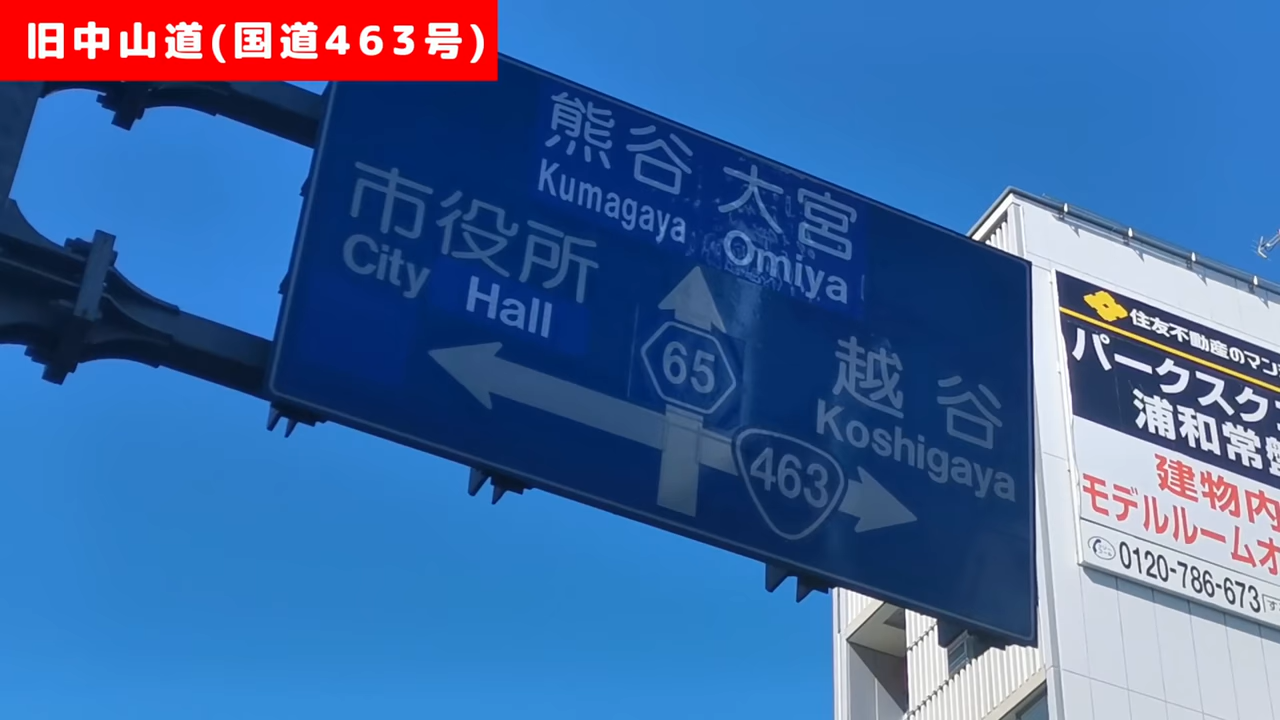 旧中山道(国道463号)
熊谷 大宮
Kumagaya Omiya
市役所
City Hall
65
越谷
Koshigaya
463
住友不動産のマン
パークスク
浦和常盤
建物内
モデルルームオ
0120-786-673